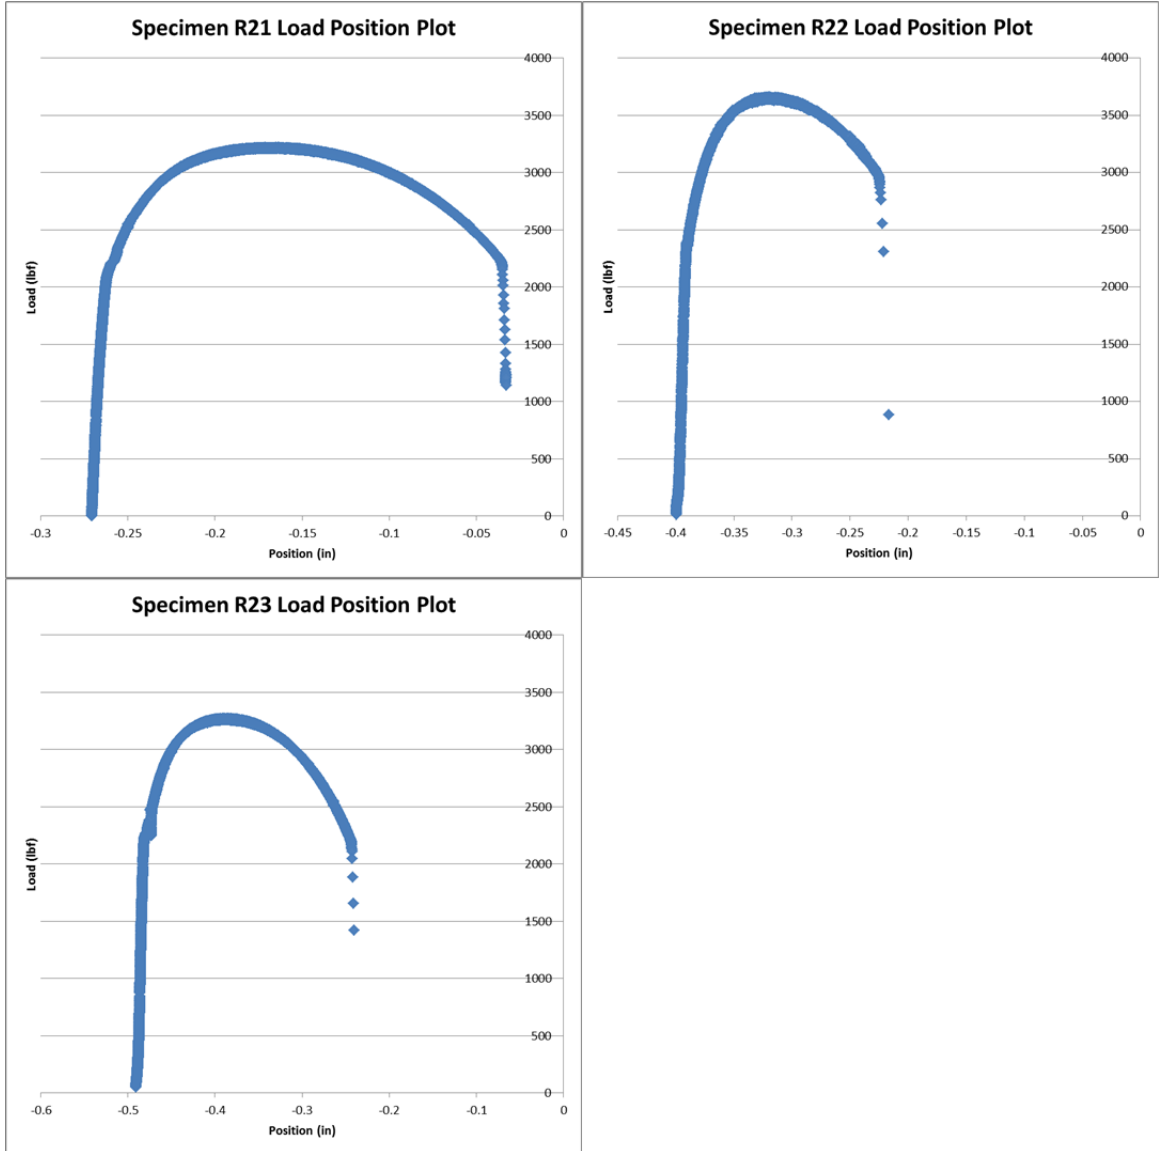 Specimen R21 Load Position Plot
4000
3500
3000
2500
2000
1500
1000
500
0
Load (lbf)
-0.3 -0.25 -0.2 -0.15 -0.1 -0.05 0
Position (in)
Specimen R22 Load Position Plot
4000
3500
3000
2500
2000
1500
1000
500
0
Load (lbf)
-0.45 -0.4 -0.35 -0.3 -0.25 -0.2 -0.15 -0.1 -0.05 0
Position (in)
Specimen R23 Load Position Plot
4000
3500
3000
2500
2000
1500
1000
500
0
Load (lbf)
-0.6 -0.5 -0.4 -0.3 -0.2 -0.1 0
Position (in)